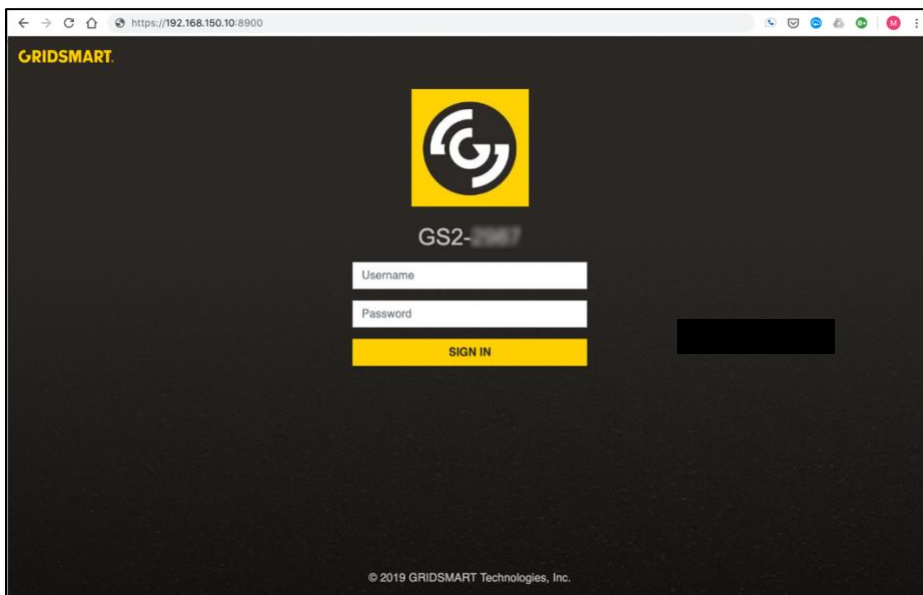 https://192.168.150.10:8900
M
GRIDSMART.
GS2-
Username
Password
SIGN IN
© 2019 GRIDSMART Technologies, Inc.